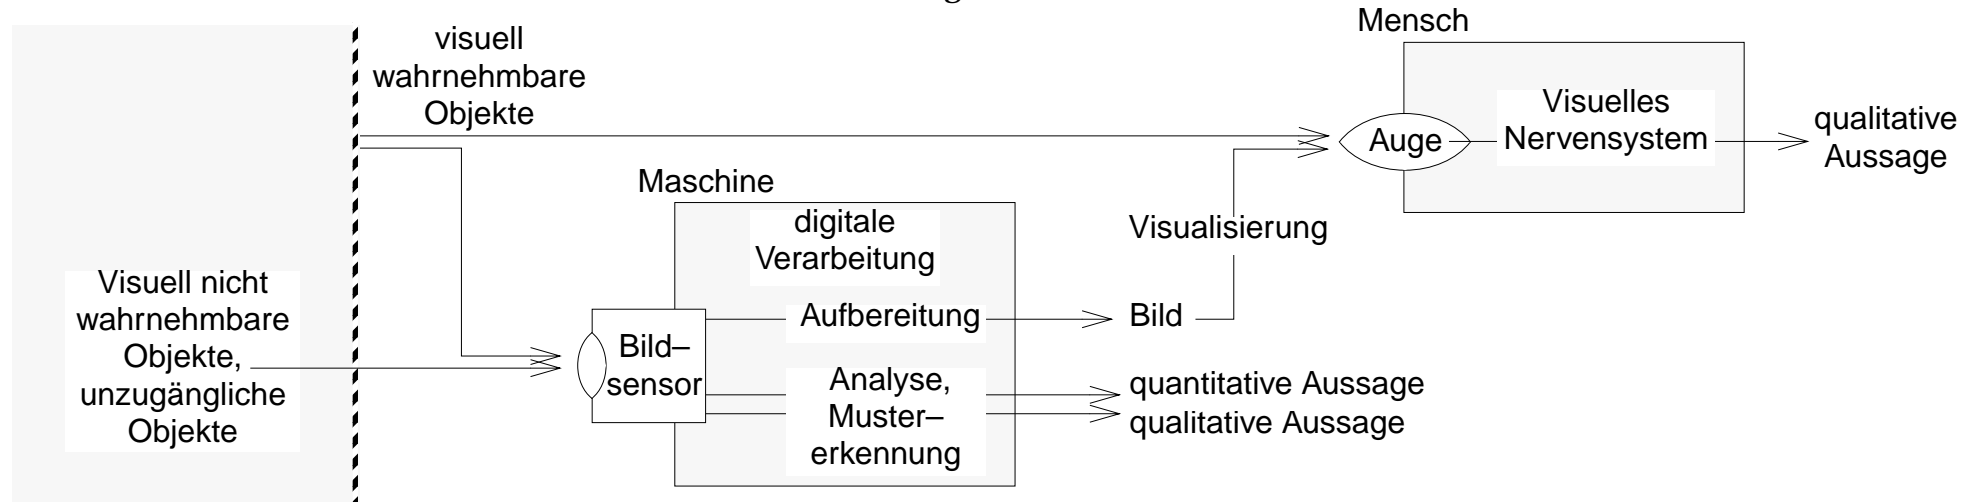 visuell
wahrnehmbare
Objekte
Mensch
Auge
Visuelles
Nervensystem
qualitative
Aussage
Maschine
digitale
Verarbeitung
Visualisierung
Visuell nicht
wahrnehmbare
Objekte,
unzugängliche
Objekte
Bild–
sensor
Aufbereitung
Bild
Analyse,
Muster–
erkennung
quantitative Aussage
qualitative Aussage